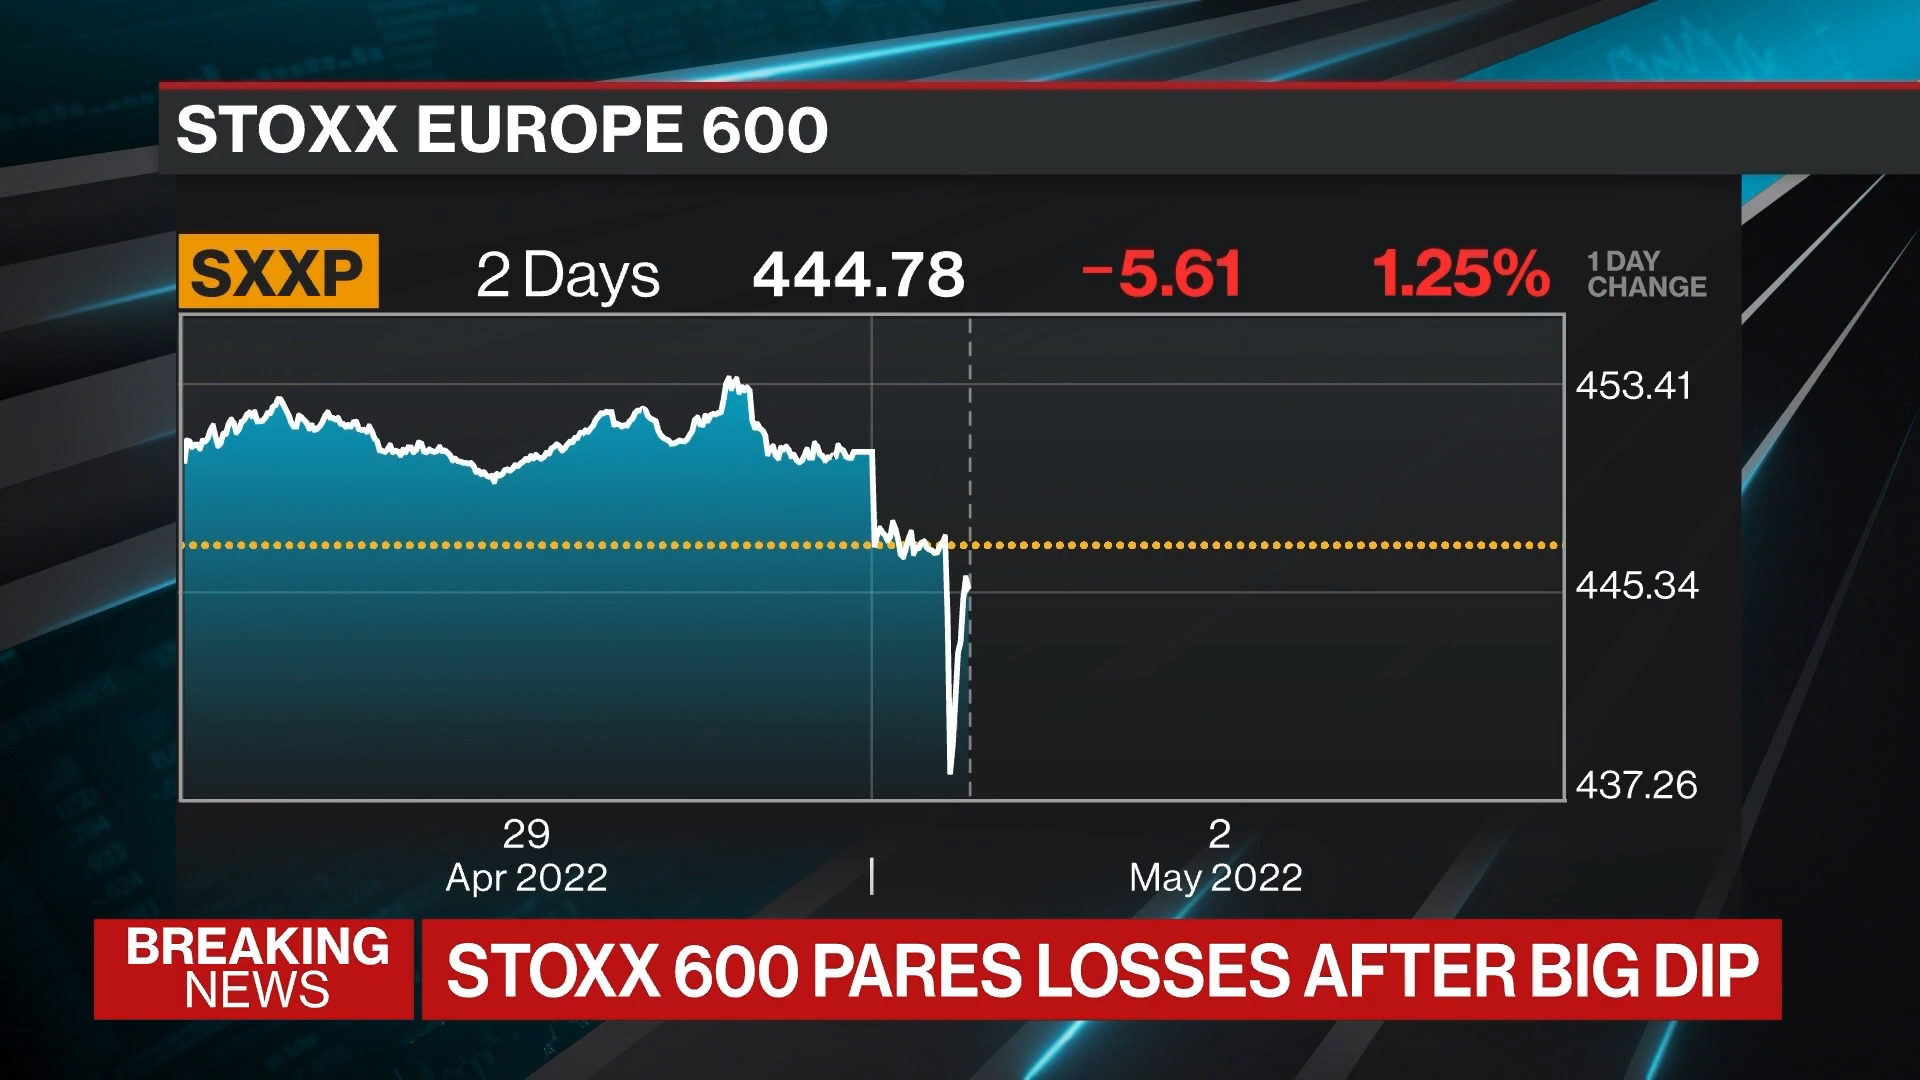 STOXX EUROPE 600
SXXP 2 Days 444.78 −5.61 1.25% 1 DAY
CHANGE
453.41
445.34
437.26
29 2
Apr 2022 | May 2022
BREAKING
NEWS
STOXX 600 PARES LOSSES AFTER BIG DIP